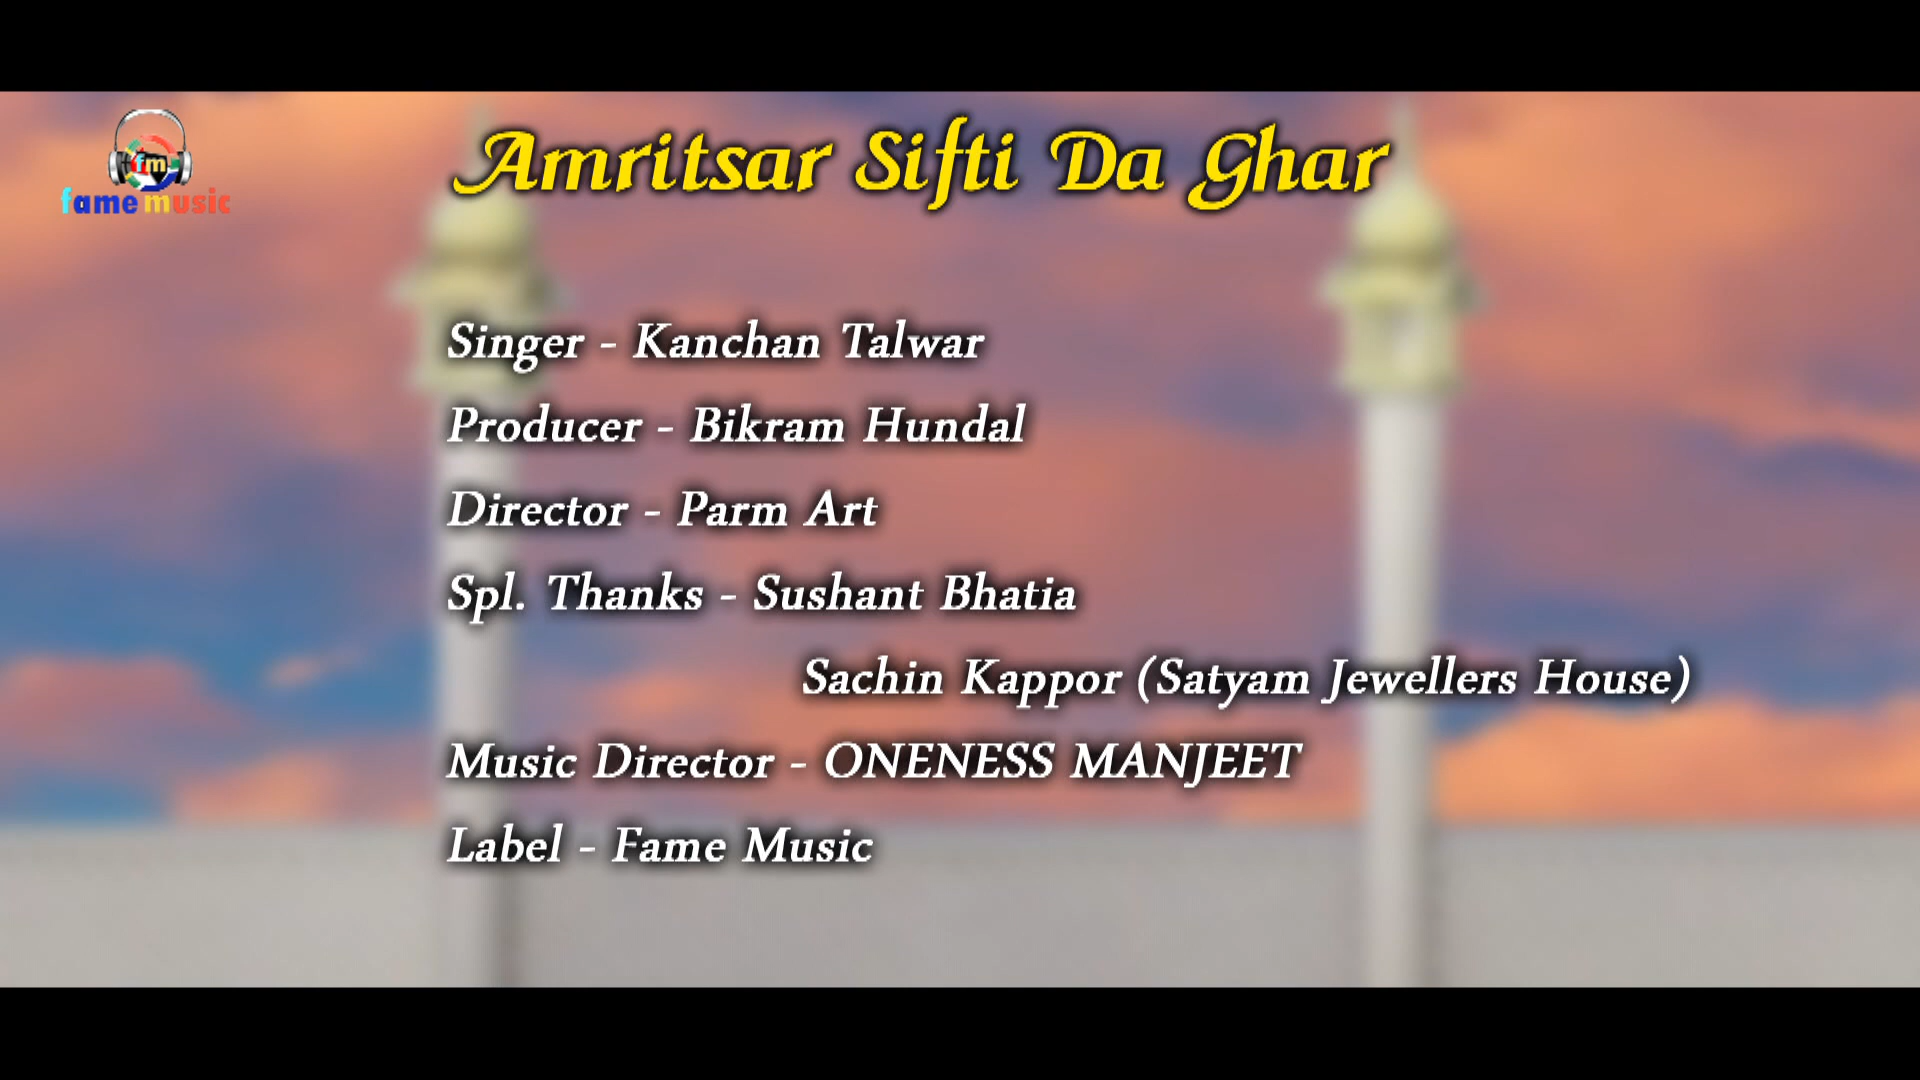 fm
fame music
Amritsar Sifti Da Ghar
Singer - Kanchan Talwar
Producer - Bikram Hundal
Director - Parm Art
Spl. Thanks - Sushant Bhatia
Sachin Kappor (Satyam Jewellers House)
Music Director - ONENESS MANJEET
Label - Fame Music